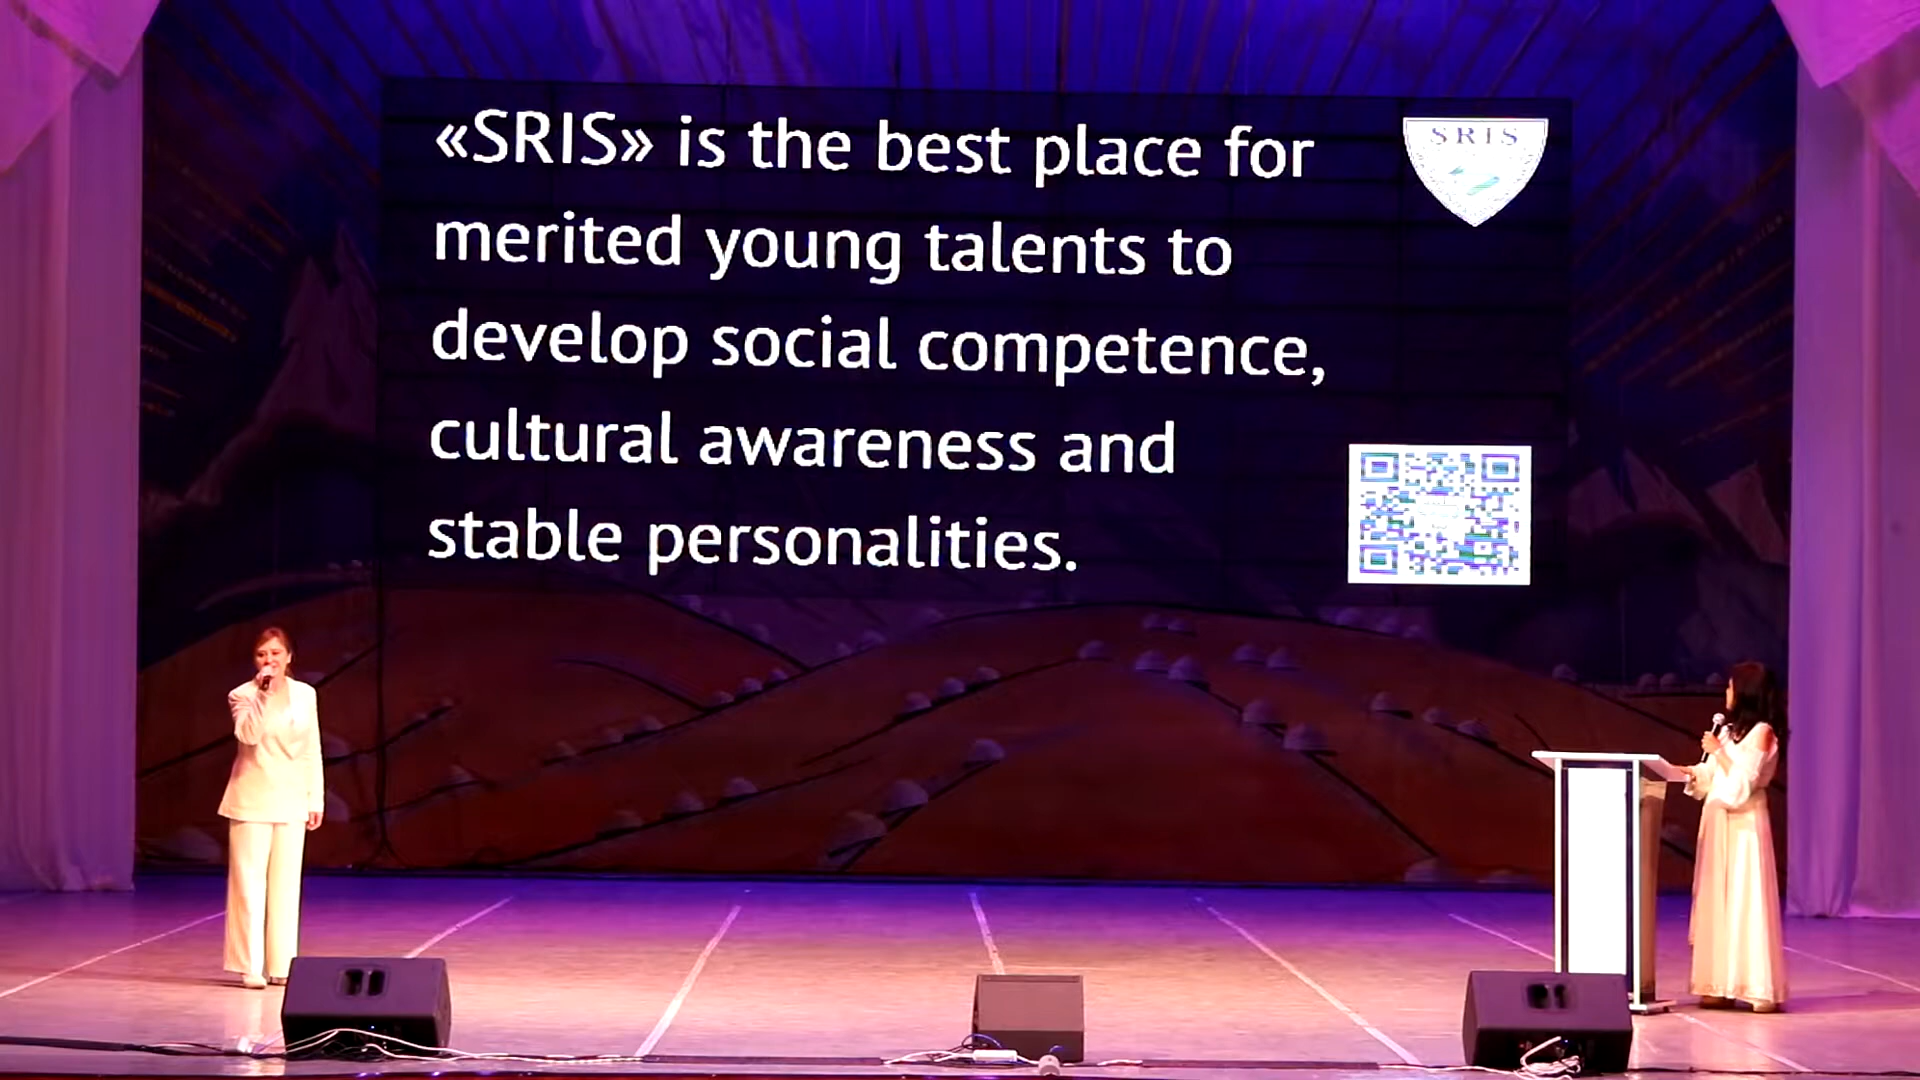 «SRIS» is the best place for
merited young talents to
develop social competence,
cultural awareness and
stable personalities.
SRIS